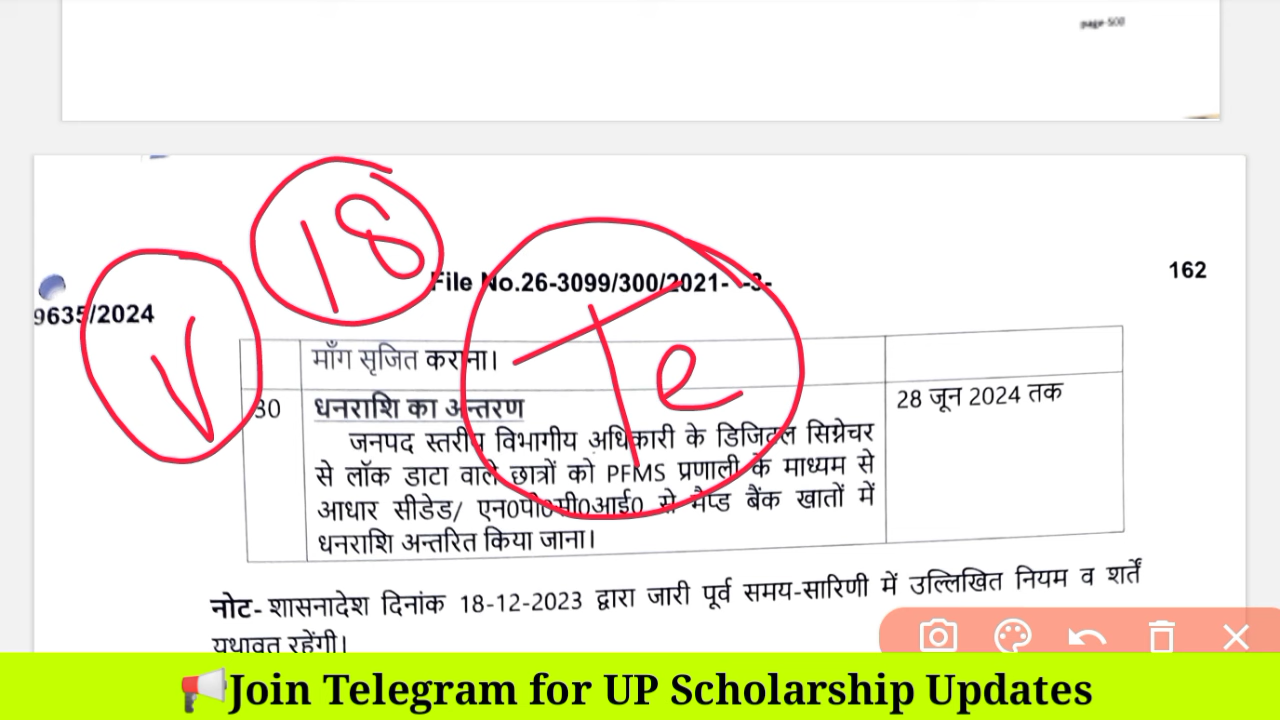 page-508
18
File No.26-3099/300/2021- -3-
162
9635/2024
V
Te
माँग सृजित कराना।
30 धनराशि का अन्तरण 28 जून 2024 तक
जनपद स्तरीय विभागीय अधिकारी के डिजिटल सिग्नेचर
से लॉक डाटा वाले छात्रों को PFMS प्रणाली के माध्यम से
आधार सीडेड/ एन0पी0सी0आई0 से मैप्ड बैंक खातों में
धनराशि अन्तरित किया जाना।
नोट- शासनादेश दिनांक 18-12-2023 द्वारा जारी पूर्व समय-सारिणी में उल्लिखित नियम व शर्तें
यथावत रहेंगी।
Join Telegram for UP Scholarship Updates